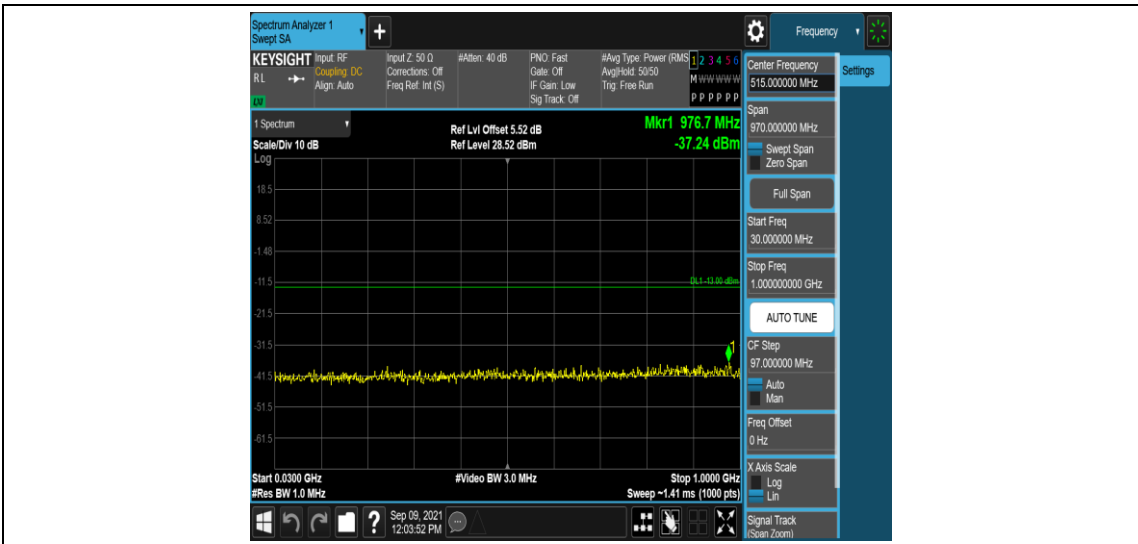 Spectrum Analyzer 1
Swept SA
+
Frequency
KEYSIGHT
RL
LXI
Input: RF
Coupling: DC
Align: Auto
Input Z: 50 Ω
Corrections: Off
Freq Ref: Int (S)
#Atten: 40 dB
PNO: Fast
Gate: Off
IF Gain: Low
Sig Track: Off
#Avg Type: Power (RMS
Avg|Hold: 50/50
Trig: Free Run
1 2 3 4 5 6
M W W W W W
P P P P P P
Center Frequency
515.000000 MHz
Settings
1 Spectrum
Scale/Div 10 dB
Ref Lvl Offset 5.52 dB
Ref Level 28.52 dBm
Mkr1 976.7 MHz
-37.24 dBm
Log
18.5
8.52
-1.48
-11.5
-21.5
-31.5
-41.5
-51.5
-61.5
DL1 -13.00 dBm
1
Start 0.0300 GHz
#Res BW 1.0 MHz
#Video BW 3.0 MHz
Stop 1.0000 GHz
Sweep ~1.41 ms (1000 pts)
Span
970.000000 MHz
Swept Span
Zero Span
Full Span
Start Freq
30.000000 MHz
Stop Freq
1.000000000 GHz
AUTO TUNE
CF Step
97.000000 MHz
Auto
Man
Freq Offset
0 Hz
X Axis Scale
Log
Lin
Signal Track
(Span Zoom)
?
Sep 09, 2021
12:03:52 PM